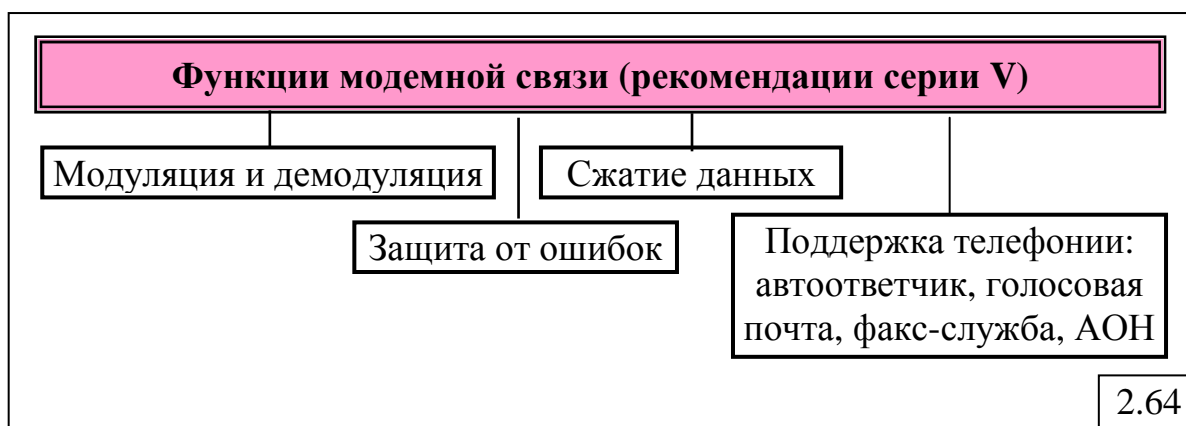 Функции модемной связи (рекомендации серии V)
Модуляция и демодуляция
Сжатие данных
Защита от ошибок
Поддержка телефонии:
автоответчик, голосовая
почта, факс-служба, АОН
2.64